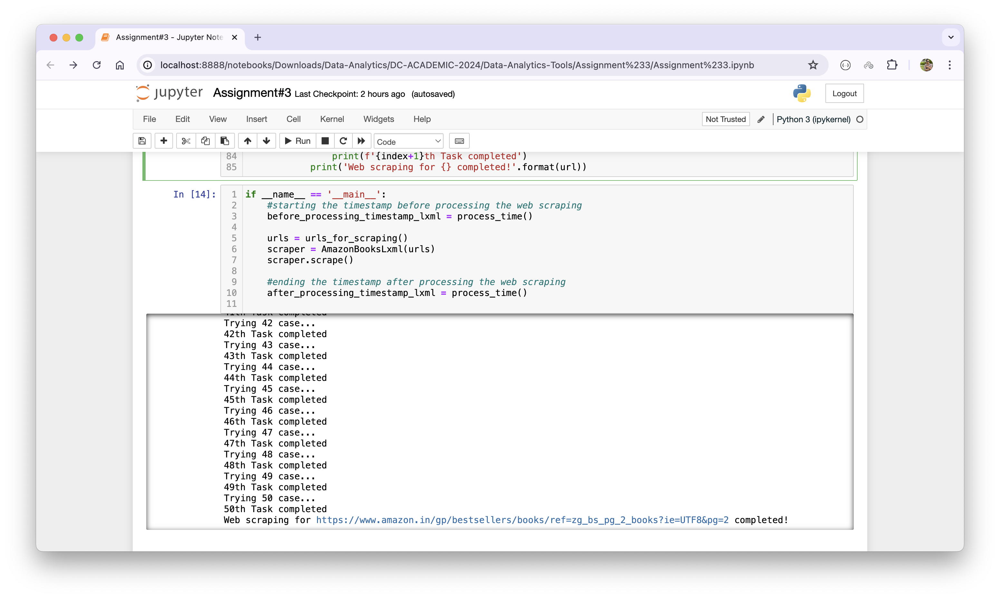 Assignment#3 - Jupyter Note
localhost:8888/notebooks/Downloads/Data-Analytics/DC-ACADEMIC-2024/Data-Analytics-Tools/Assignment%233/Assignment%233.ipynb
jupyter Assignment#3 Last Checkpoint: 2 hours ago (autosaved)
Logout
File Edit View Insert Cell Kernel Widgets Help
Not Trusted Python 3 (ipykernel)
Run Code
84 print(f'{index+1}th Task completed')
85 print('Web scraping for {} completed!'.format(url))
In [14]:
1 if __name__ == '__main__':
2 #starting the timestamp before processing the web scraping
3 before_processing_timestamp_lxml = process_time()
4
5 urls = urls_for_scraping()
6 scraper = AmazonBooksLxml(urls)
7 scraper.scrape()
8
9 #ending the timestamp after processing the web scraping
10 after_processing_timestamp_lxml = process_time()
11
41th Task completed
Trying 42 case...
42th Task completed
Trying 43 case...
43th Task completed
Trying 44 case...
44th Task completed
Trying 45 case...
45th Task completed
Trying 46 case...
46th Task completed
Trying 47 case...
47th Task completed
Trying 48 case...
48th Task completed
Trying 49 case...
49th Task completed
Trying 50 case...
50th Task completed
Web scraping for https://www.amazon.in/gp/bestsellers/books/ref=zg_bs_pg_2_books?ie=UTF8&pg=2 completed!